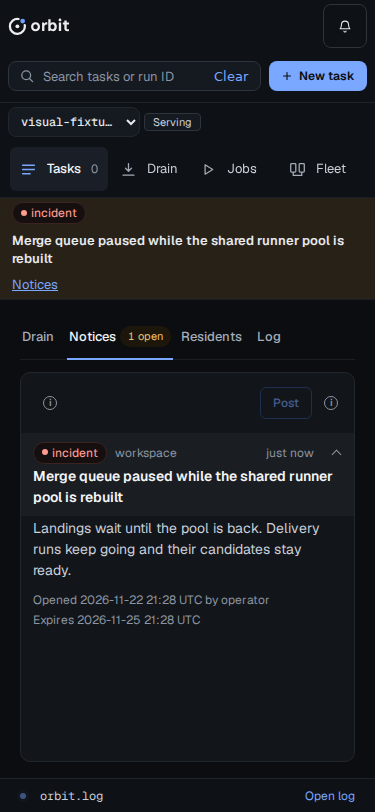 orbit
Search tasks or run ID Clear
+ New task
visual-fixtu… Serving
Tasks 0 Drain Jobs Fleet
incident
Merge queue paused while the shared runner pool is
rebuilt
Notices
Drain Notices 1 open Residents Log
Post
incident workspace just now
Merge queue paused while the shared runner
pool is rebuilt
Landings wait until the pool is back. Delivery
runs keep going and their candidates stay
ready.
Opened 2026-11-22 21:28 UTC by operator
Expires 2026-11-25 21:28 UTC
orbit.log Open log